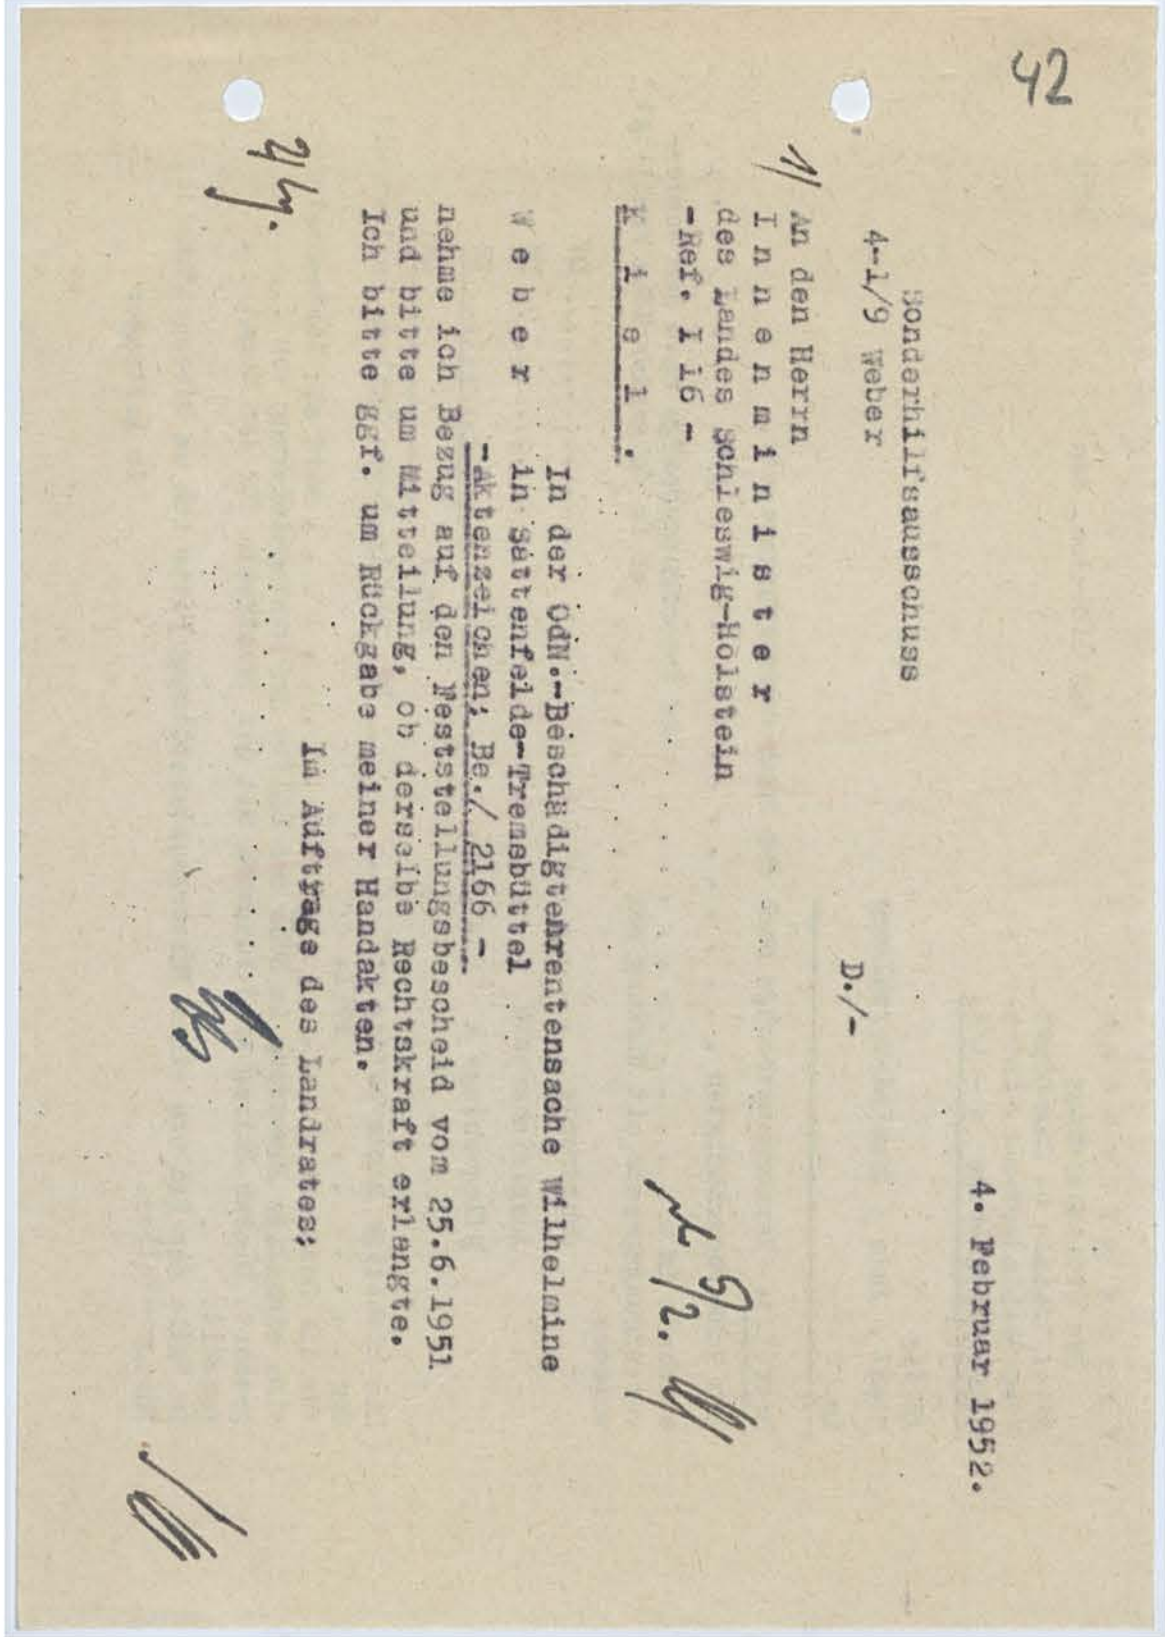 42
4. Februar 1952.
Sonderhilfsausschuss
4-1/9 Weber
D./-
1/ An den Herrn
I n n e n m i n i s t e r
des Landes Schleswig-Holstein
-Ref. I 16 -
K i e l .
5/2.
In der OdN.-Beschädigtenrentensache Wilhelmine
W e b e r in Sattenfelde-Tremsbüttel
-Aktenzeichen: Be./ 2166 -
nehme ich Bezug auf den Feststellungsbescheid vom 25.6.1951
und bitte um Mitteilung, ob derselbe Rechtskraft erlangte.
Ich bitte ggf. um Rückgabe meiner Handakten.
Im Auftrage des Landrates:
2/